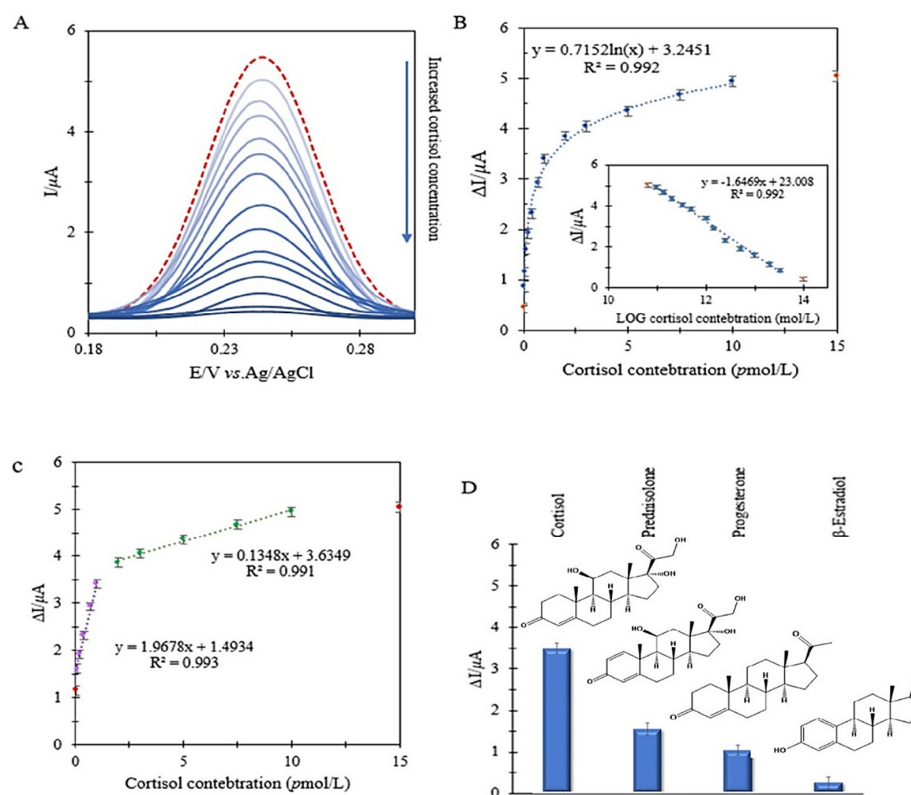 A
6
4
2
0
I/µA
0.18
0.23
0.28
E/V vs.Ag/AgCl
Increased cortisol concentration
B
6
5
4
3
2
1
0
ΔI/µA
y = 0.7152ln(x) + 3.2451
R² = 0.992
0
5
10
15
Cortisol contebtration (pmol/L)
6
4
2
0
ΔI/µA
y = -1.6469x + 23.008
R² = 0.992
10
12
14
LOG cortisol contebtration (mol/L)
c
6
5
4
3
2
1
0
ΔI/µA
y = 0.1348x + 3.6349
R² = 0.991
y = 1.9678x + 1.4934
R² = 0.993
0
5
10
15
Cortisol contebtration (pmol/L)
D
Cortisol
Prednisolone
Progesterone
β-Estradiol
5
4
3
2
1
0
ΔI/µA
O
OH
HO
OH
H
H
H
O
O
OH
HO
OH
H
H
H
O
O
H
H
H
O
H
H
H
HO